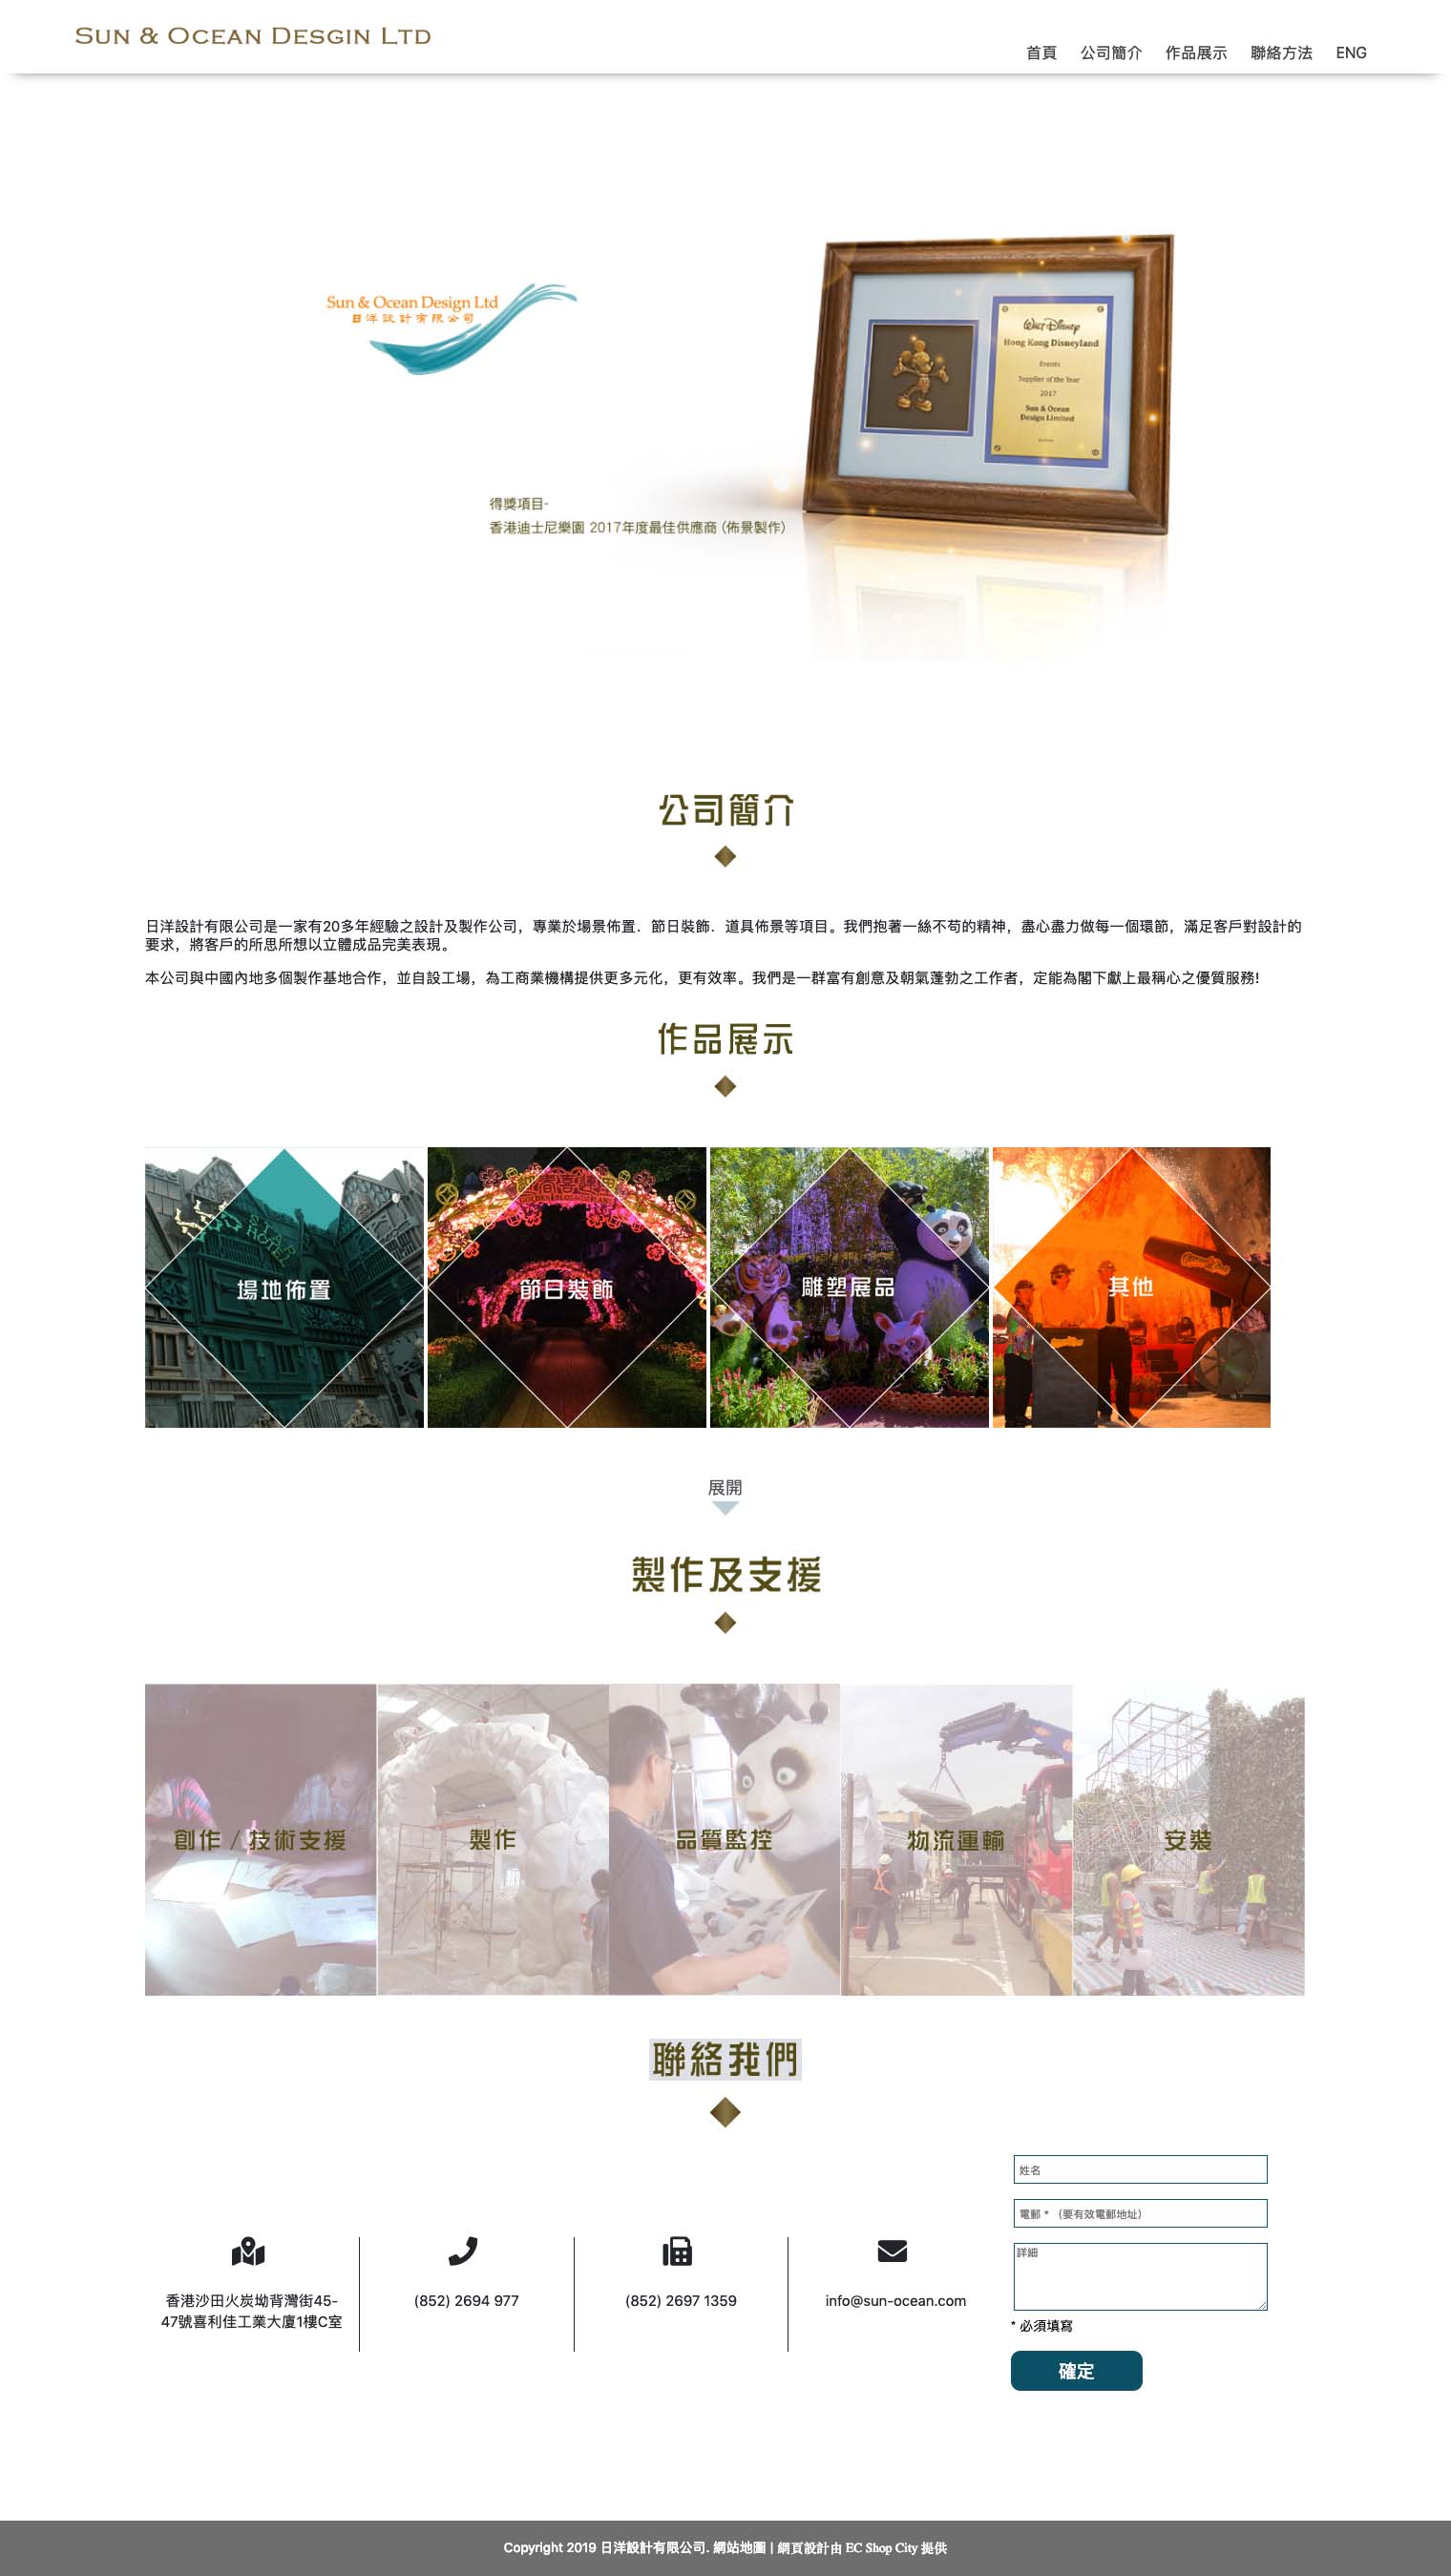 Sun & Ocean Desgin Ltd
首頁 公司簡介 作品展示 聯絡方法 ENG
Sun & Ocean Design Ltd
日洋設計有限公司
Walt Disney
Hong Kong Disneyland
Events
Supplier of the Year
2017
Sun & Ocean
Design Limited
得獎項目-
香港迪士尼樂園 2017年度最佳供應商 (佈景製作)
公司簡介
日洋設計有限公司是一家有20多年經驗之設計及製作公司，專業於場景佈置．節日裝飾．道具佈景等項目。我們抱著一絲不苟的精神，盡心盡力做每一個環節，滿足客戶對設計的
要求，將客戶的所思所想以立體成品完美表現。
本公司與中國內地多個製作基地合作，並自設工場，為工商業機構提供更多元化，更有效率。我們是一群富有創意及朝氣蓬勃之工作者，定能為閣下獻上最稱心之優質服務!
作品展示
STAR
HOTEL
場地佈置 節日裝飾 雕塑展品 其他
展開
製作及支援
創作 / 技術支援 製作 品質監控 物流運輸 安裝
聯絡我們
姓名
電郵 * （要有效電郵地址）
詳細
* 必須填寫
確定
香港沙田火炭坳背灣街45-
47號喜利佳工業大廈1樓C室
(852) 2694 977
(852) 2697 1359
info@sun-ocean.com
Copyright 2019 日洋設計有限公司. 網站地圖 | 網頁設計由 EC Shop City 提供